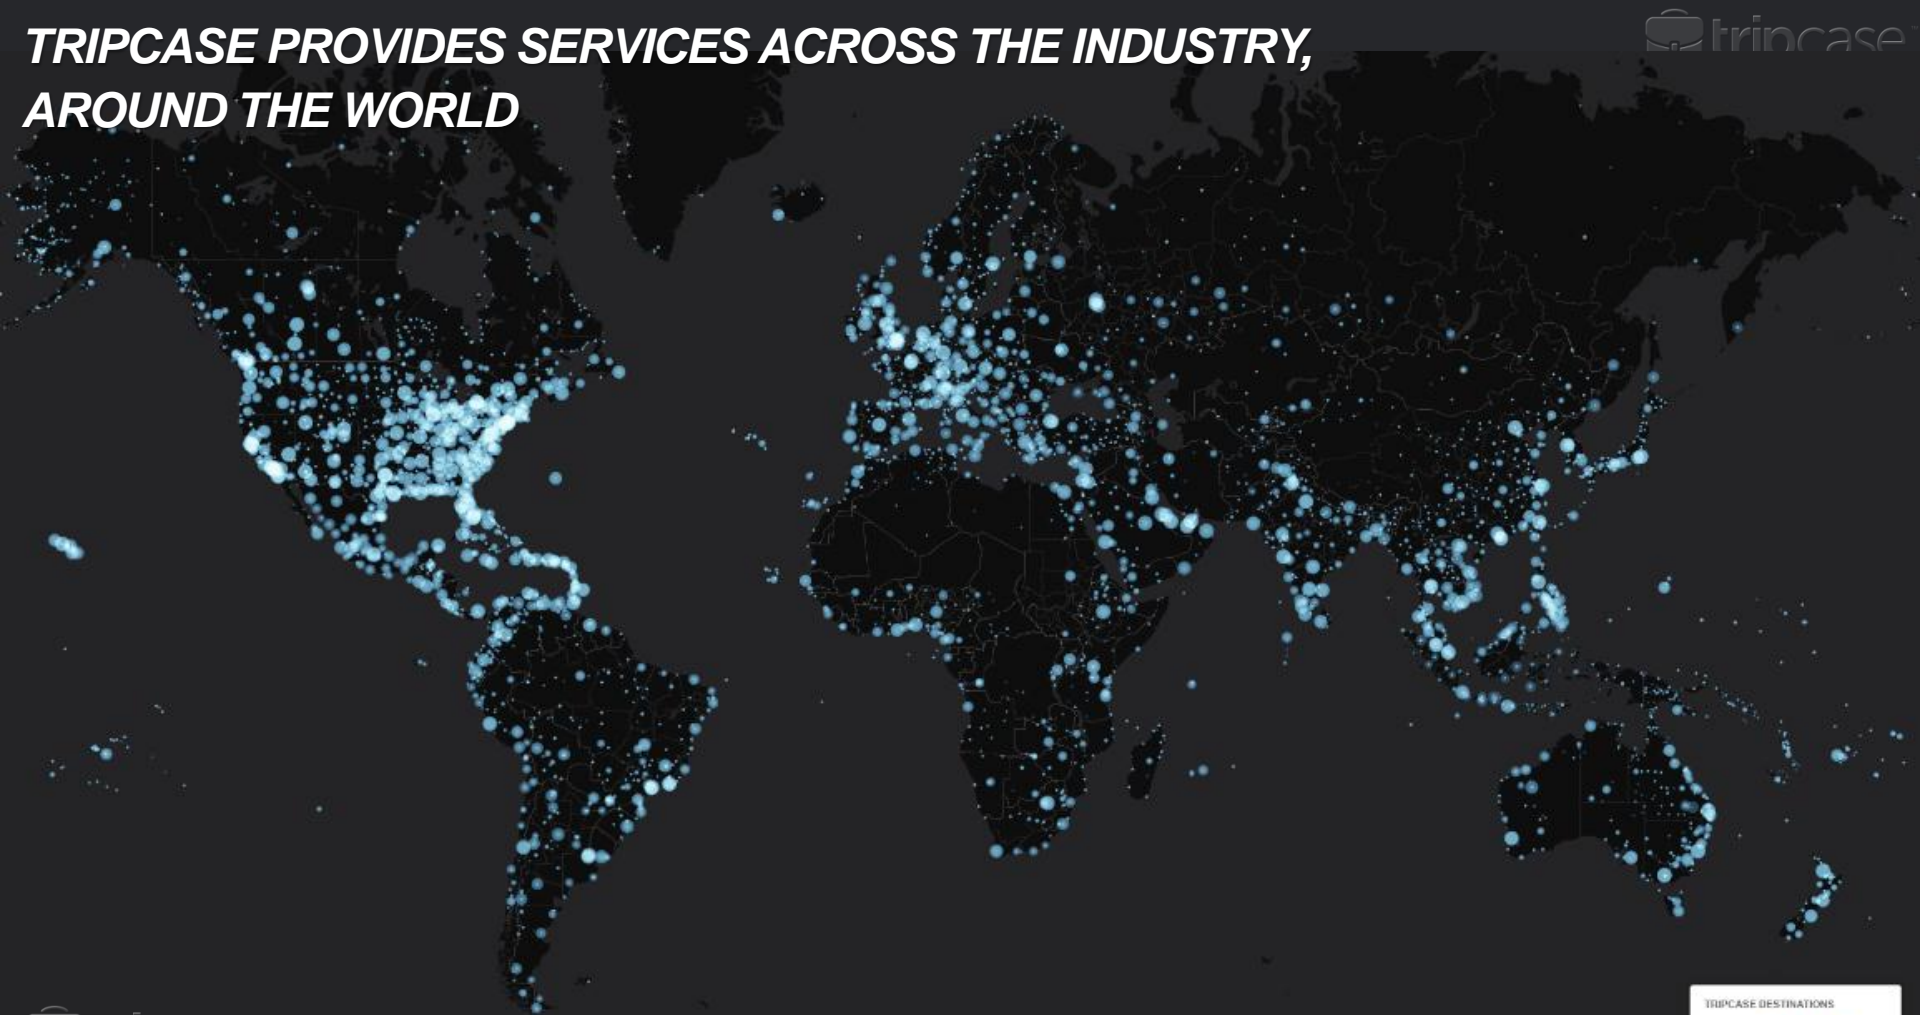 TRIPCASE PROVIDES SERVICES ACROSS THE INDUSTRY,
AROUND THE WORLD
tripcase
TRIPCASE DESTINATIONS